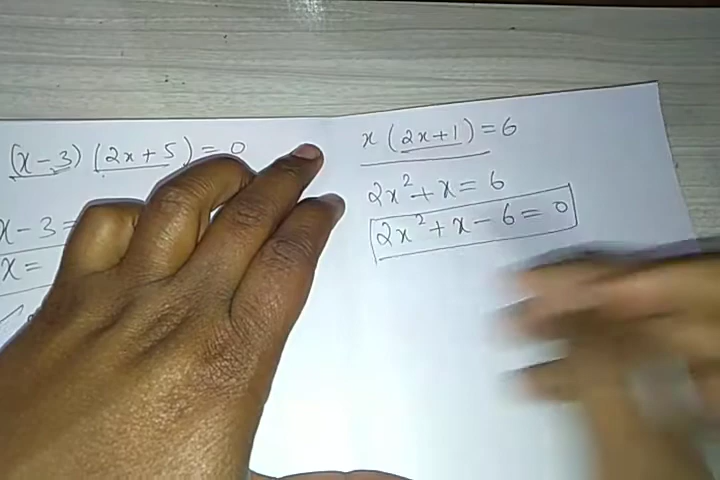 (x-3) (2x+5) = 0
x-3 =
x =
x (2x+1) = 6
2x²+x = 6
2x²+x-6 = 0